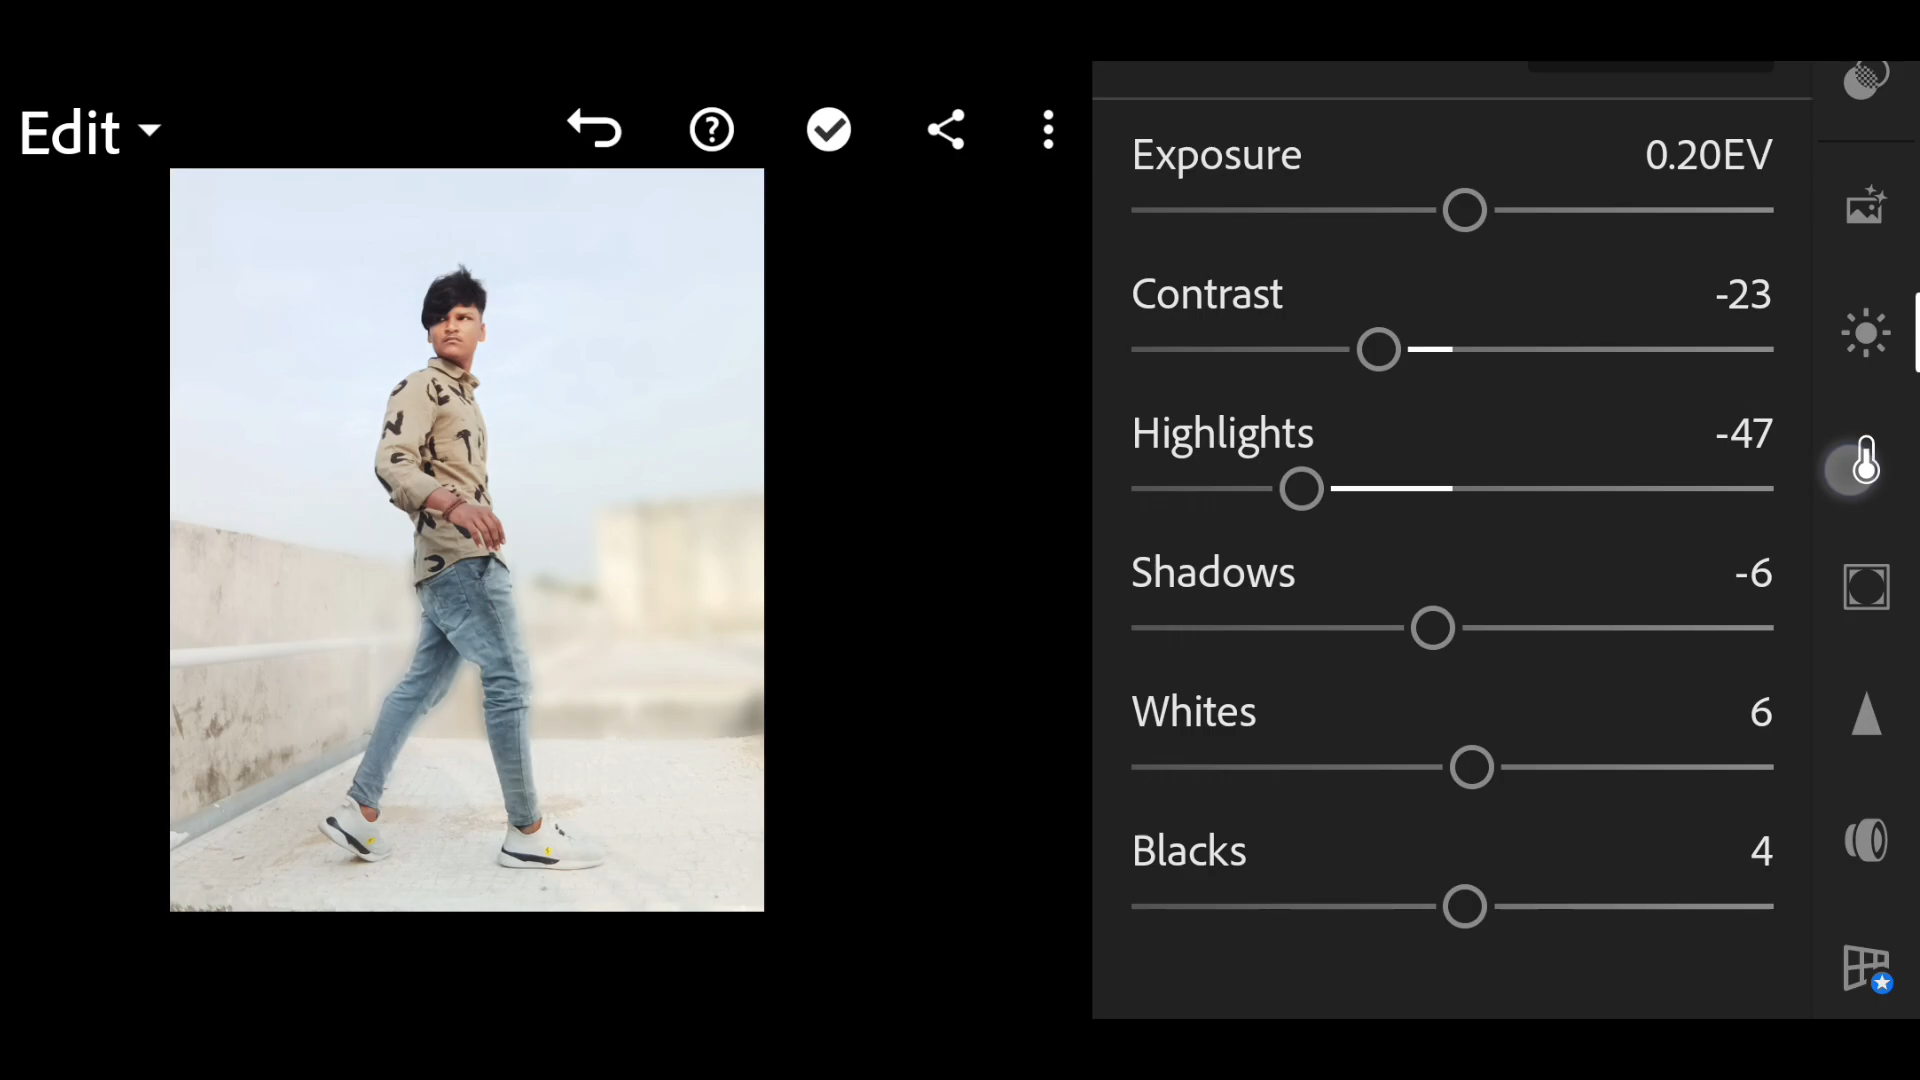 Edit
Exposure 0.20EV
Contrast -23
Highlights -47
Shadows -6
Whites 6
Blacks 4